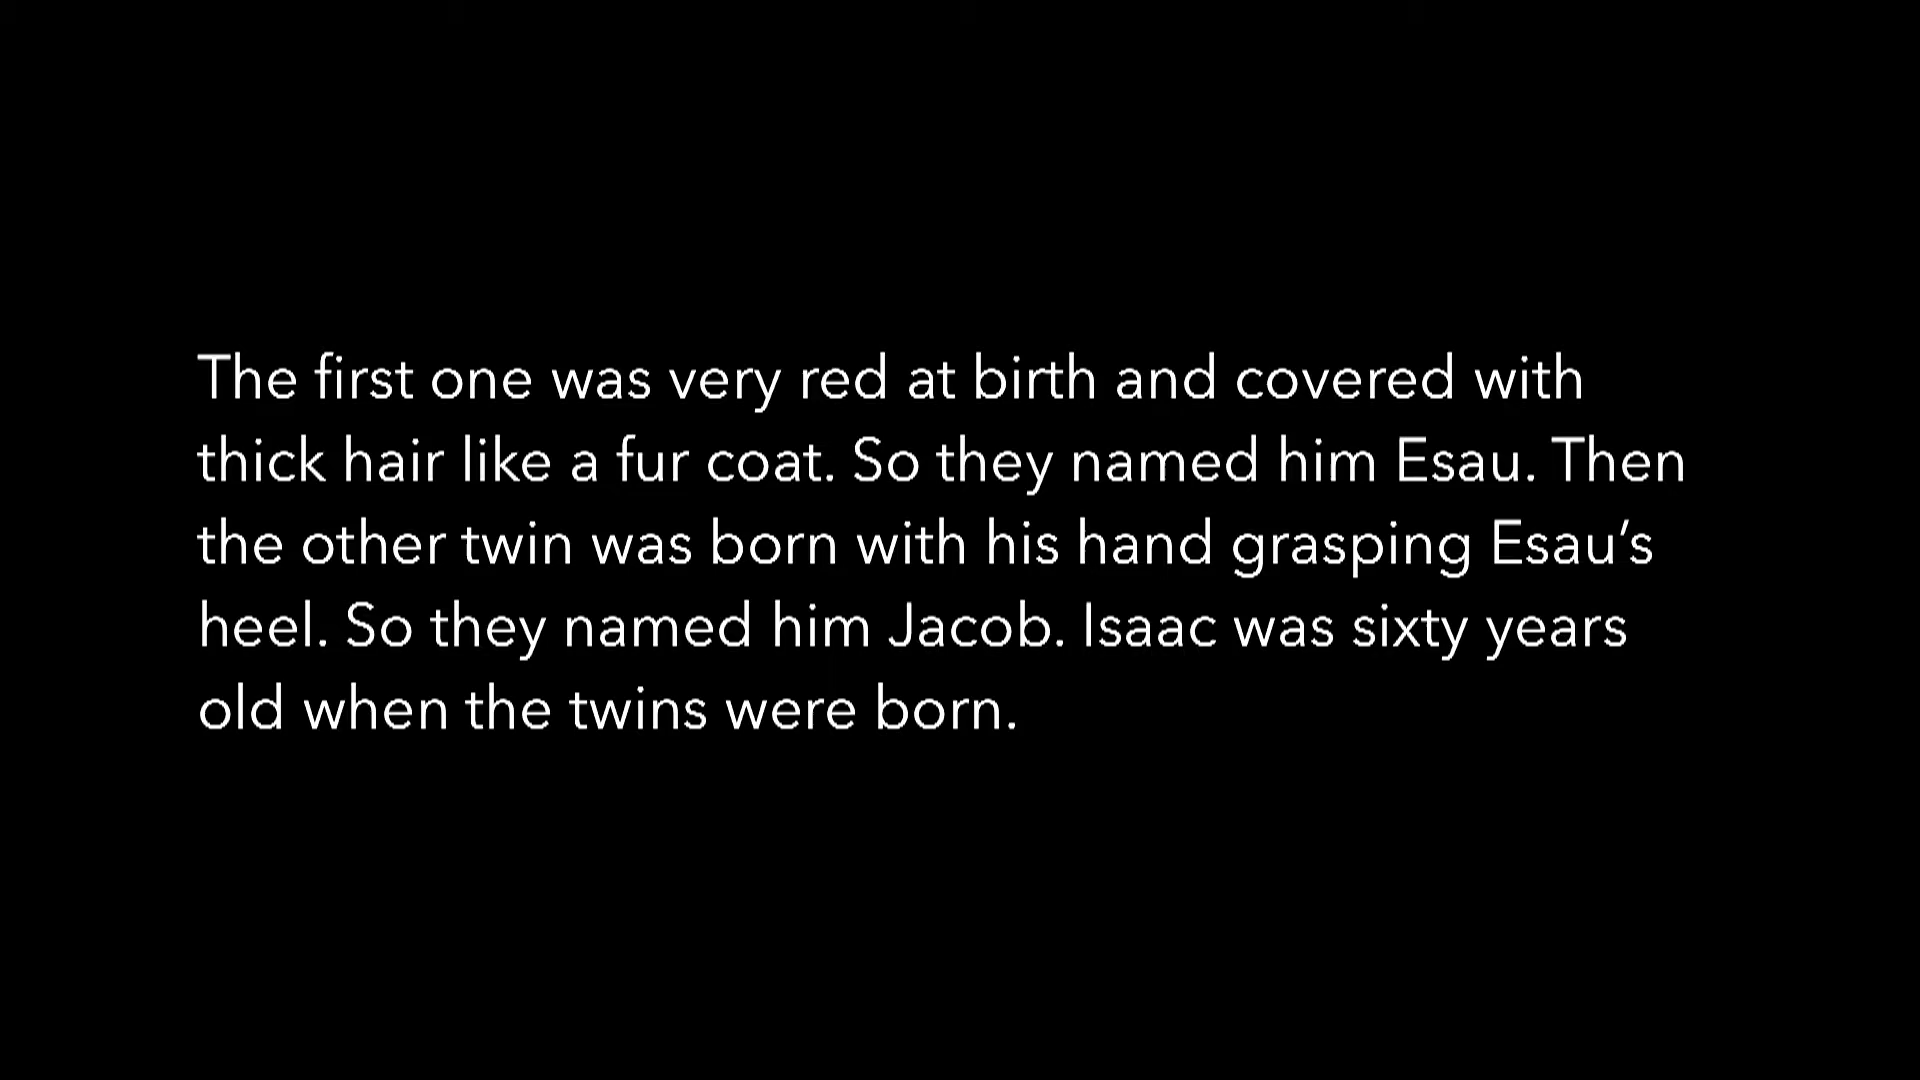 The first one was very red at birth and covered with
thick hair like a fur coat. So they named him Esau. Then
the other twin was born with his hand grasping Esau’s
heel. So they named him Jacob. Isaac was sixty years
old when the twins were born.